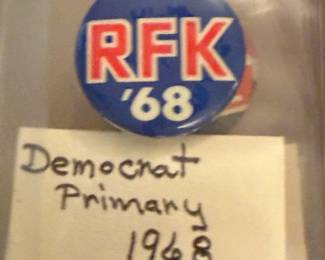 RFK
'68
Democrat
Primary
1968